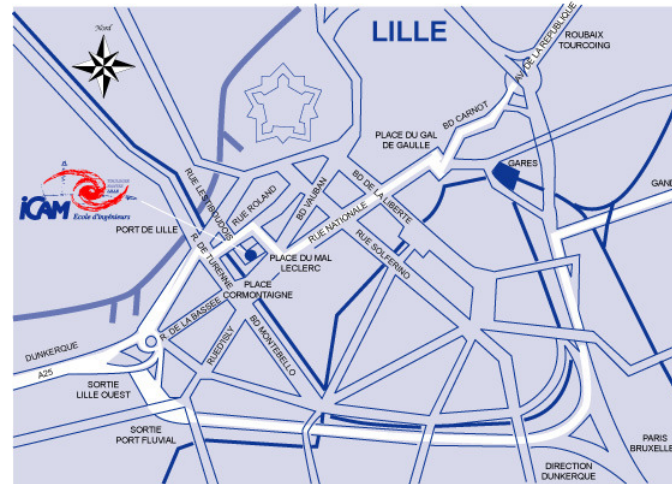 Nord
LILLE
AV. DE LA REPUBLIQUE
ROUBAIX
TOURCOING
BD CARNOT
PLACE DU GAL
DE GAULLE
GARES
GAND
iCAM
Ecole d'ingénieurs
PORT DE LILLE
RUE LESTIBOUDOIS
RUE ROLAND
BD VAUBAN
BD DE LA LIBERTE
RUE NATIONALE
RUE SOLFERINO
R. DE TURENNE
PLACE DU MAL
LECLERC
PLACE
CORMONTAIGNE
R. DE LA BASSEE
RUE D'ISLY
BD MONTEBELLO
DUNKERQUE
A25
SORTIE
LILLE OUEST
SORTIE
PORT FLUVIAL
PARIS
BRUXELLE
DIRECTION
DUNKERQUE